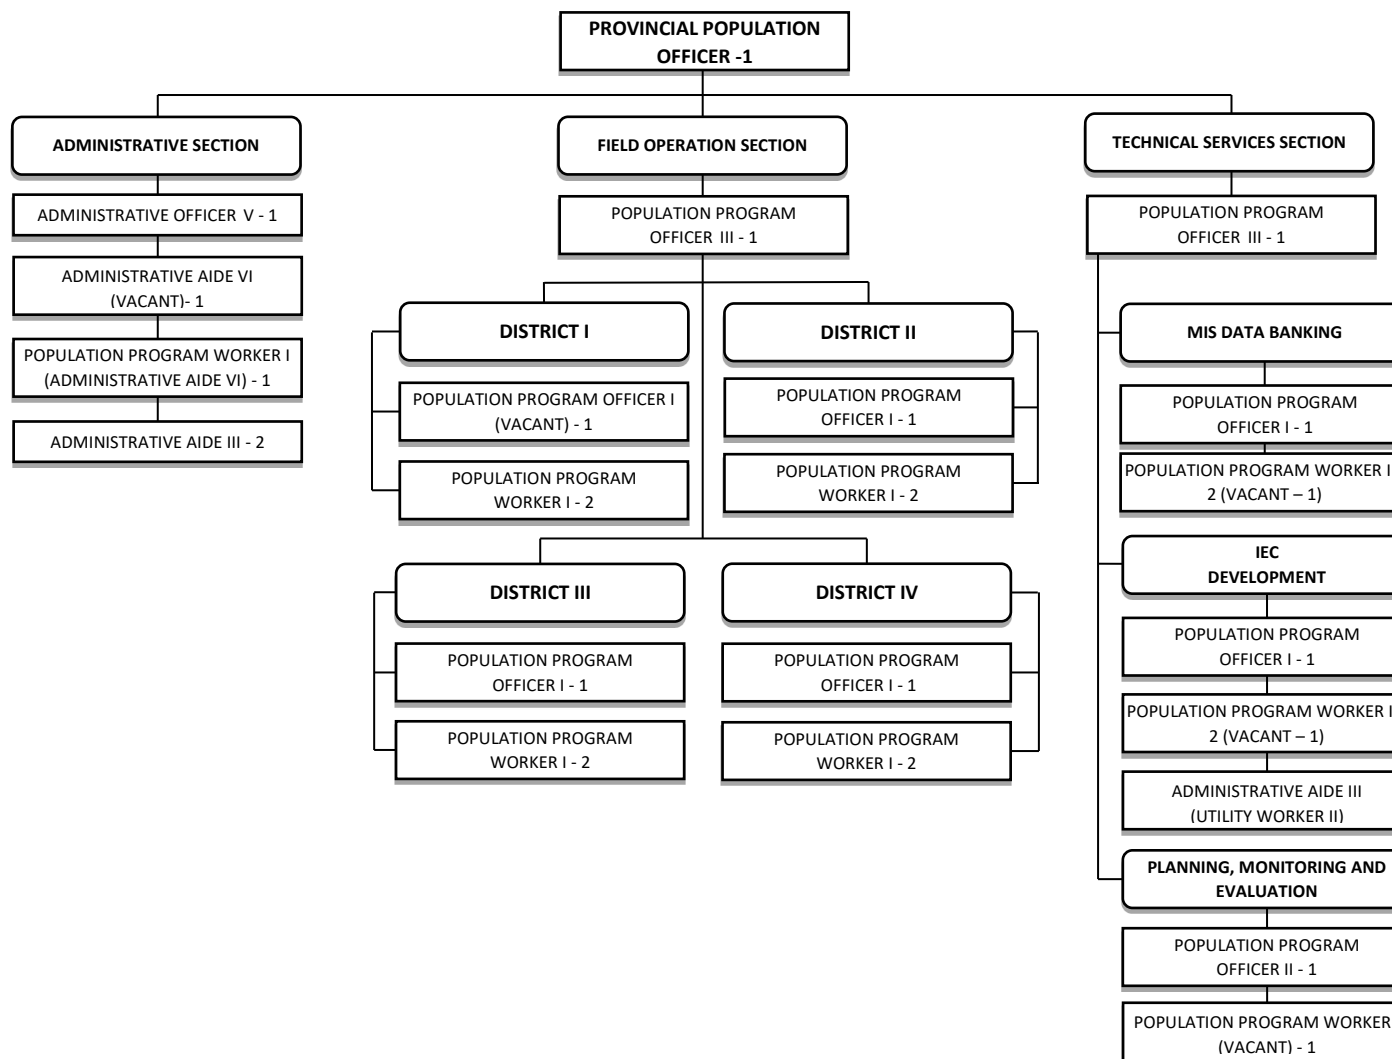 PROVINCIAL POPULATION
OFFICER -1
ADMINISTRATIVE SECTION
ADMINISTRATIVE OFFICER V - 1
ADMINISTRATIVE AIDE VI
(VACANT)- 1
POPULATION PROGRAM WORKER I
(ADMINISTRATIVE AIDE VI) - 1
ADMINISTRATIVE AIDE III - 2
FIELD OPERATION SECTION
POPULATION PROGRAM
OFFICER III - 1
DISTRICT I
POPULATION PROGRAM OFFICER I
(VACANT) - 1
POPULATION PROGRAM
WORKER I - 2
DISTRICT II
POPULATION PROGRAM
OFFICER I - 1
POPULATION PROGRAM
WORKER I - 2
DISTRICT III
POPULATION PROGRAM
OFFICER I - 1
POPULATION PROGRAM
WORKER I - 2
DISTRICT IV
POPULATION PROGRAM
OFFICER I - 1
POPULATION PROGRAM
WORKER I - 2
TECHNICAL SERVICES SECTION
POPULATION PROGRAM
OFFICER III - 1
MIS DATA BANKING
POPULATION PROGRAM
OFFICER I - 1
POPULATION PROGRAM WORKER I
2 (VACANT – 1)
IEC
DEVELOPMENT
POPULATION PROGRAM
OFFICER I - 1
POPULATION PROGRAM WORKER I
2 (VACANT – 1)
ADMINISTRATIVE AIDE III
(UTILITY WORKER II)
PLANNING, MONITORING AND
EVALUATION
POPULATION PROGRAM
OFFICER II - 1
POPULATION PROGRAM WORKER
(VACANT) - 1